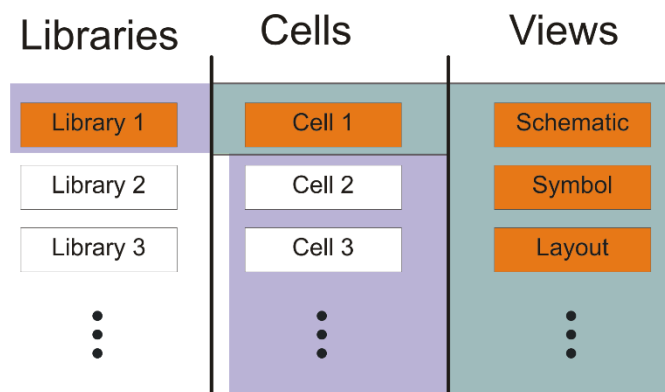 Libraries Cells Views
Library 1 Cell 1 Schematic
Library 2 Cell 2 Symbol
Library 3 Cell 3 Layout